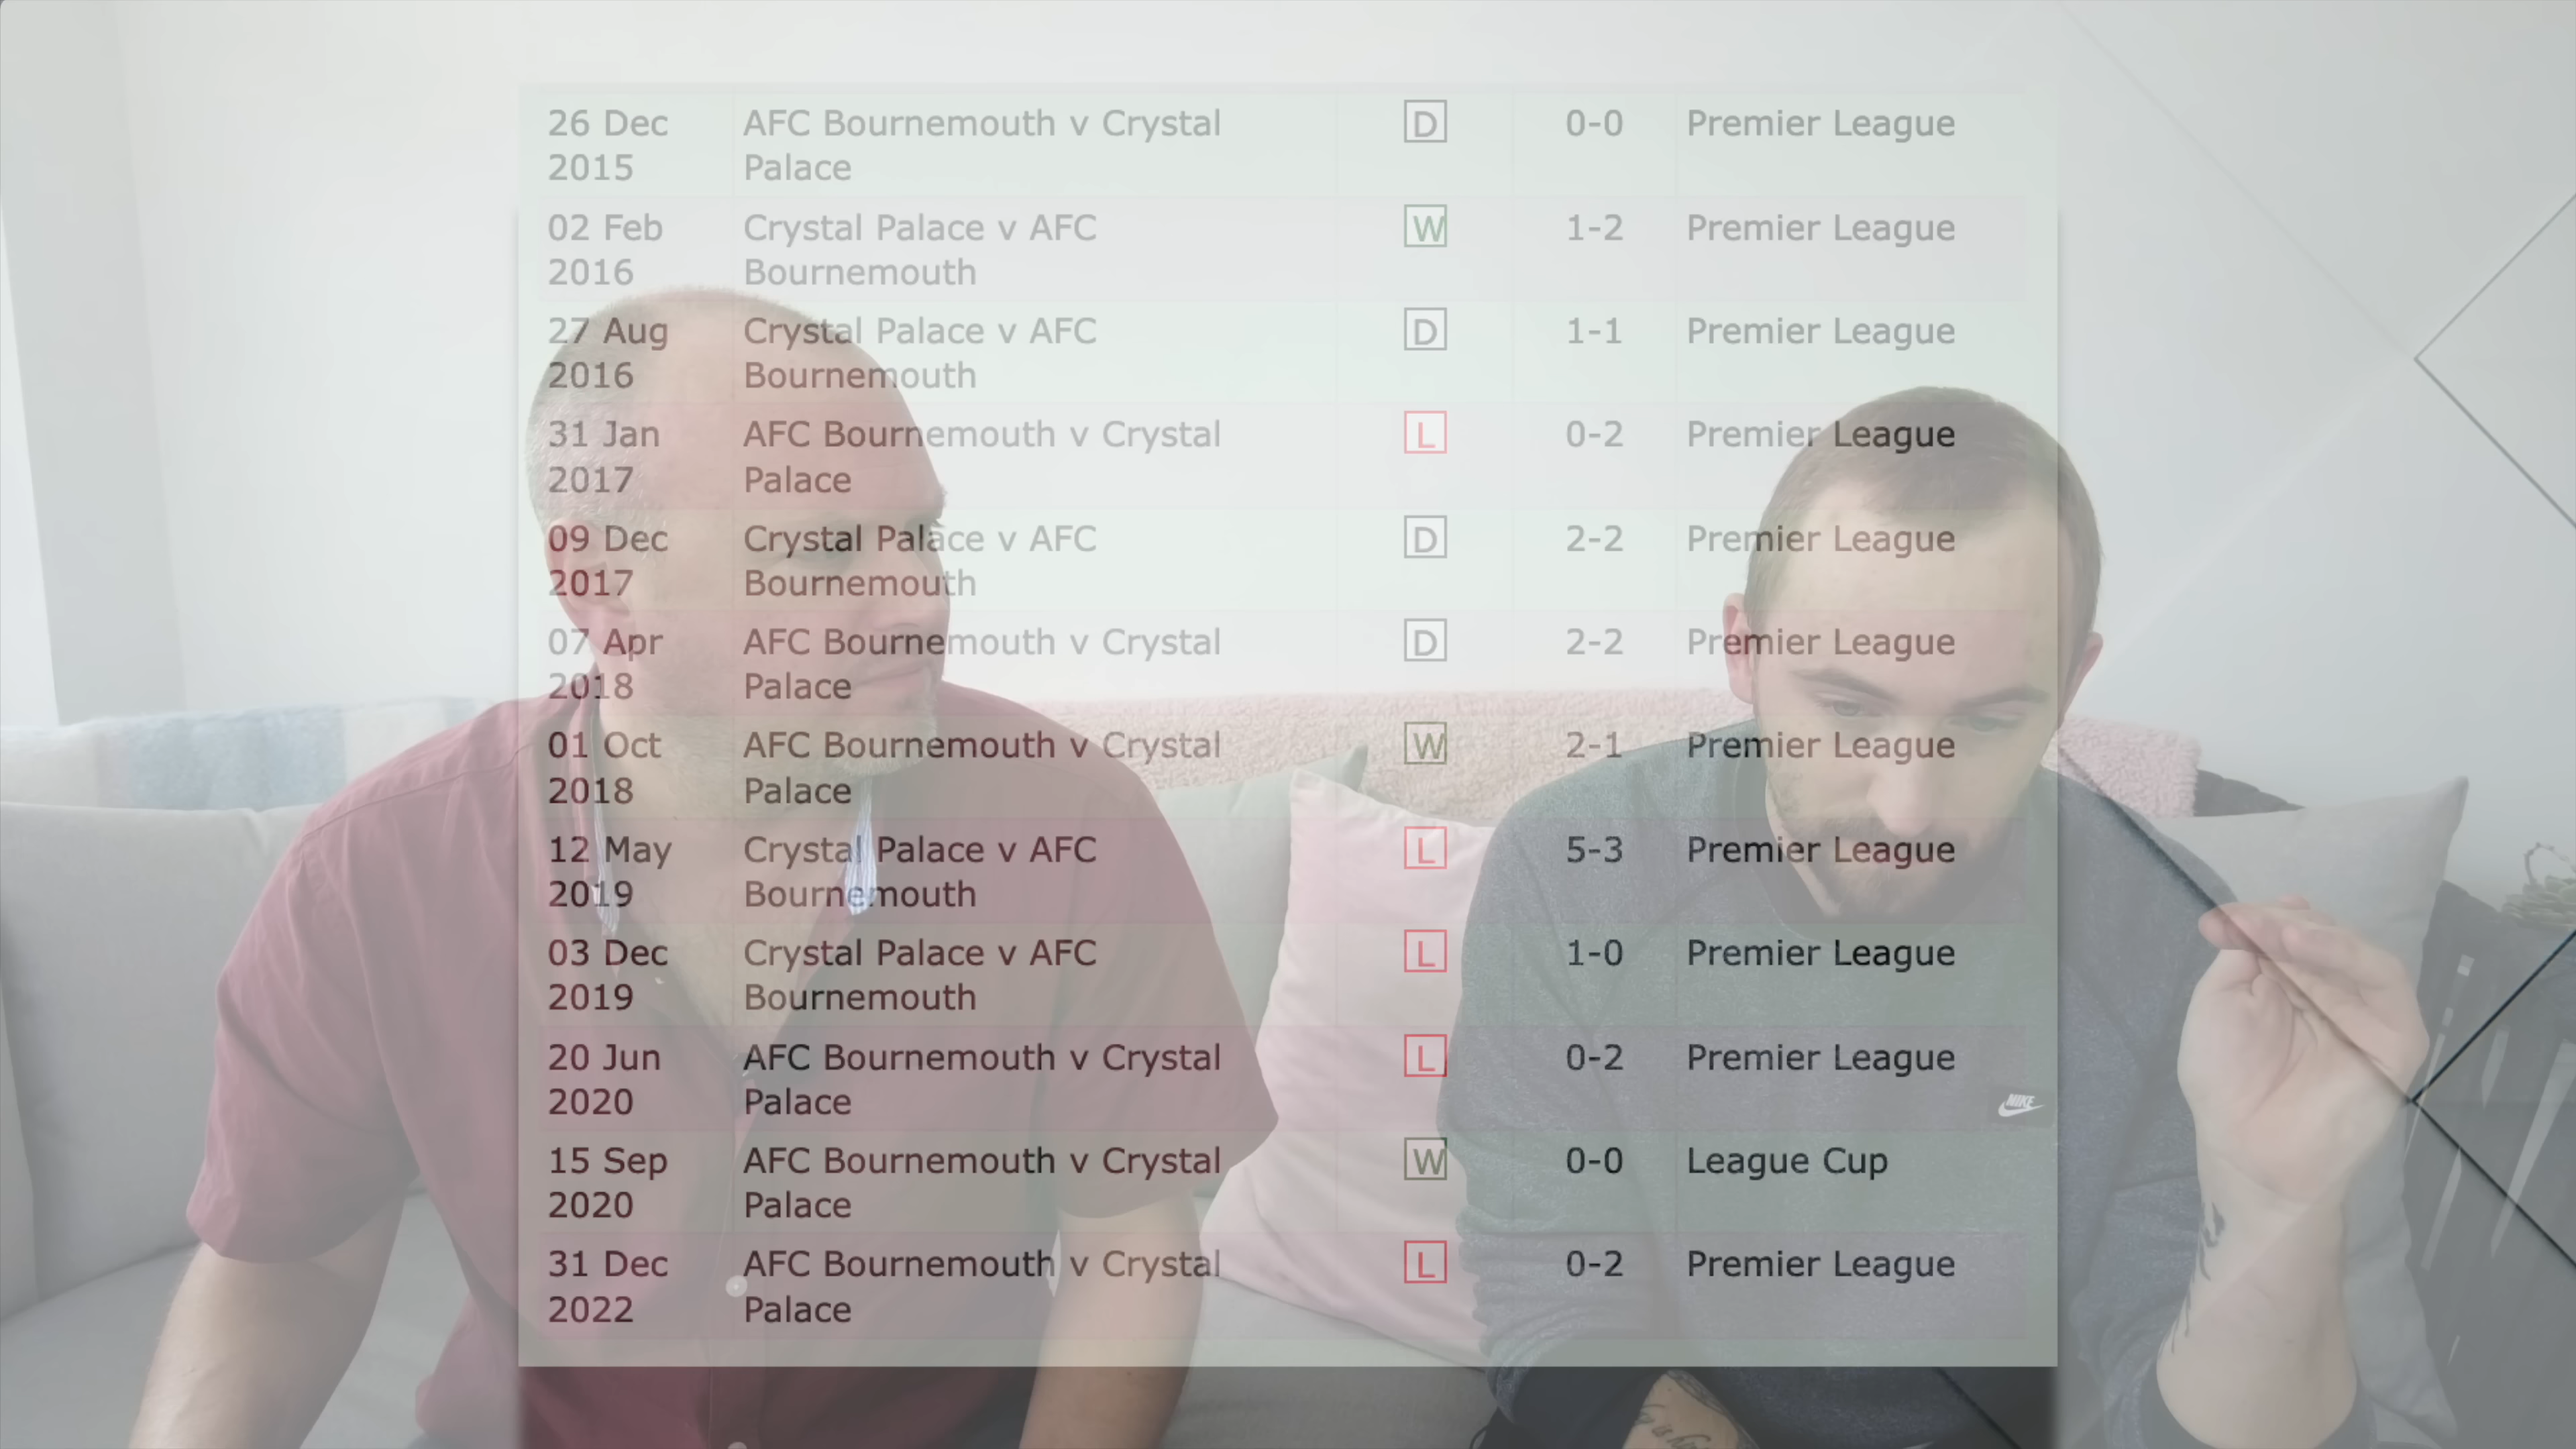 26 Dec AFC Bournemouth v Crystal D 0-0 Premier League
2015 Palace
02 Feb Crystal Palace v AFC W 1-2 Premier League
2016 Bournemouth
27 Aug Crystal Palace v AFC D 1-1 Premier League
2016 Bournemouth
31 Jan AFC Bournemouth v Crystal L 0-2 Premier League
2017 Palace
09 Dec Crystal Palace v AFC D 2-2 Premier League
2017 Bournemouth
07 Apr AFC Bournemouth v Crystal D 2-2 Premier League
2018 Palace
01 Oct AFC Bournemouth v Crystal W 2-1 Premier League
2018 Palace
12 May Crystal Palace v AFC L 5-3 Premier League
2019 Bournemouth
03 Dec Crystal Palace v AFC L 1-0 Premier League
2019 Bournemouth
20 Jun AFC Bournemouth v Crystal L 0-2 Premier League
2020 Palace
NIKE
15 Sep AFC Bournemouth v Crystal W 0-0 League Cup
2020 Palace
31 Dec AFC Bournemouth v Crystal L 0-2 Premier League
2022 Palace